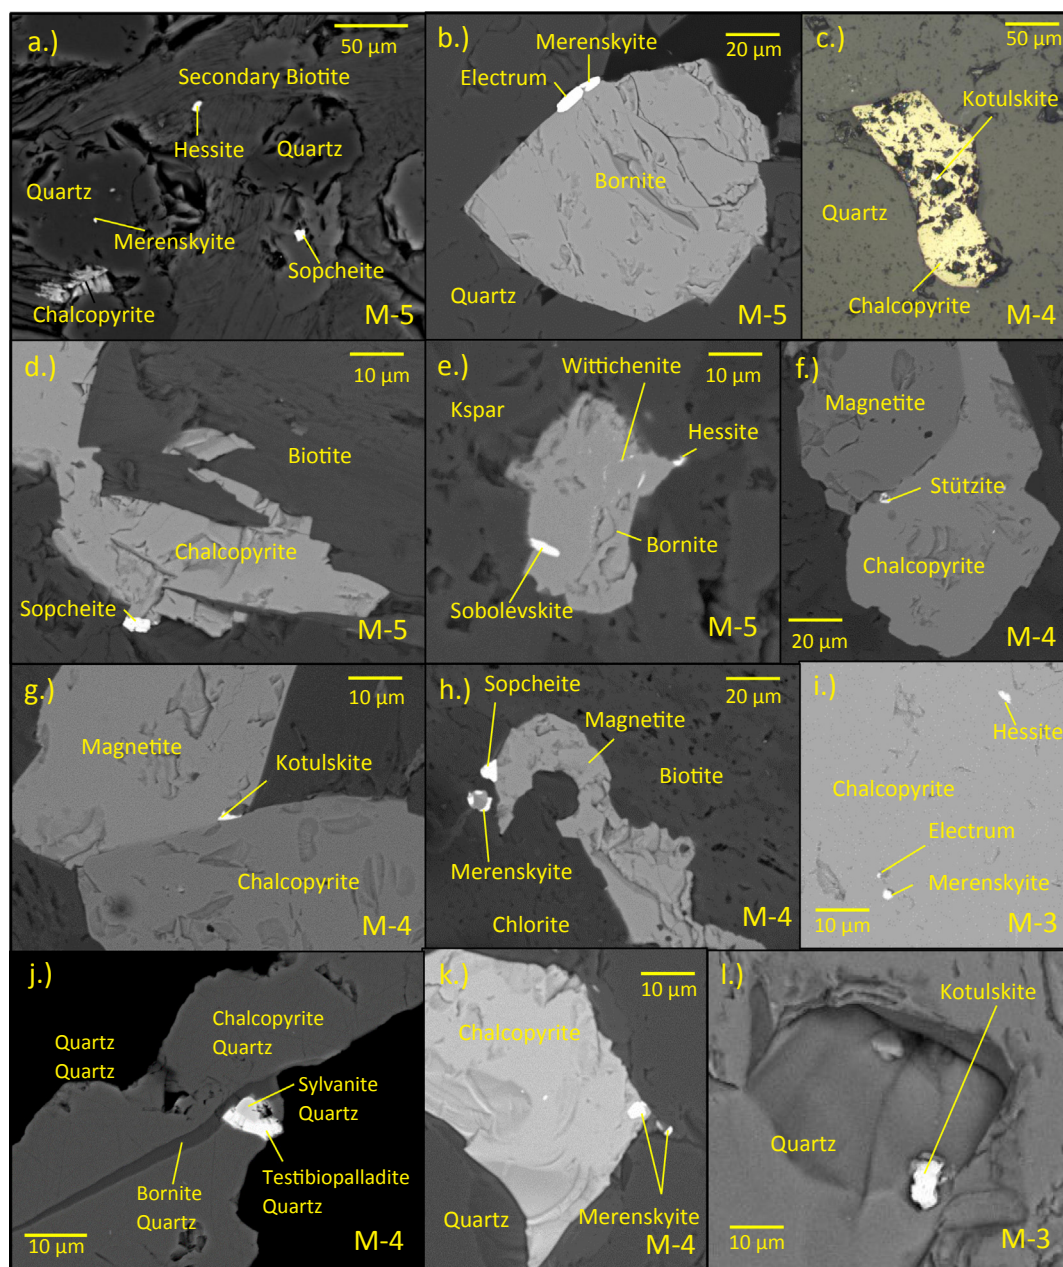 a.)
50 µm
Secondary Biotite
Hessite
Quartz
Quartz
Merenskyite
Sopcheite
Chalcopyrite
M-5
b.)
Merenskyite
20 µm
Electrum
Bornite
Quartz
M-5
c.)
50 µm
Kotulskite
Quartz
Chalcopyrite
M-4
d.)
10 µm
Biotite
Chalcopyrite
Sopcheite
M-5
e.)
Wittichenite
10 µm
Kspar
Hessite
Bornite
Sobolevskite
M-5
f.)
Magnetite
Stützite
Chalcopyrite
20 µm
M-4
g.)
10 µm
Magnetite
Kotulskite
Chalcopyrite
M-4
h.)
Sopcheite
20 µm
Magnetite
Biotite
Merenskyite
Chlorite
M-4
i.)
Hessite
Chalcopyrite
Electrum
Merenskyite
10 µm
M-3
j.)
Chalcopyrite
Quartz
Quartz
Quartz
Sylvanite
Quartz
Testibiopalladite
Quartz
Bornite
Quartz
10 µm
M-4
k.)
10 µm
Chalcopyrite
Quartz
Merenskyite
M-4
l.)
Kotulskite
Quartz
10 µm
M-3